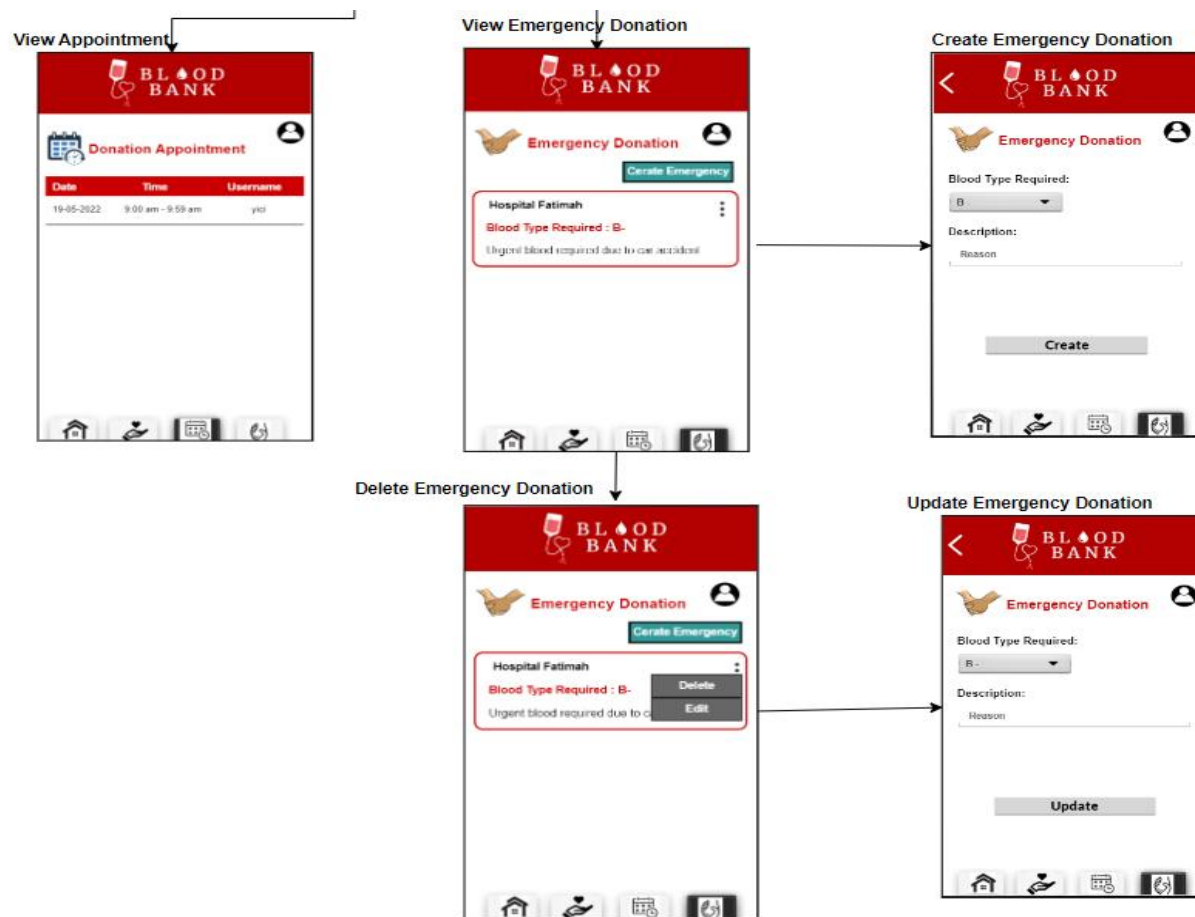 View Appointment
BLOOD
BANK
Donation Appointment
Date Time Username
19-05-2022 9:00 am - 9:59 am yici
View Emergency Donation
BLOOD
BANK
Emergency Donation
Cerate Emergency
Hospital Fatimah
Blood Type Required : B-
Urgent blood required due to car accident
Create Emergency Donation
BLOOD
BANK
Emergency Donation
Blood Type Required:
B -
Description:
Reason
Create
Delete Emergency Donation
BLOOD
BANK
Emergency Donation
Cerate Emergency
Hospital Fatimah
Blood Type Required : B-
Delete
Urgent blood required due to c
Edit
Update Emergency Donation
BLOOD
BANK
Emergency Donation
Blood Type Required:
B -
Description:
Reason
Update